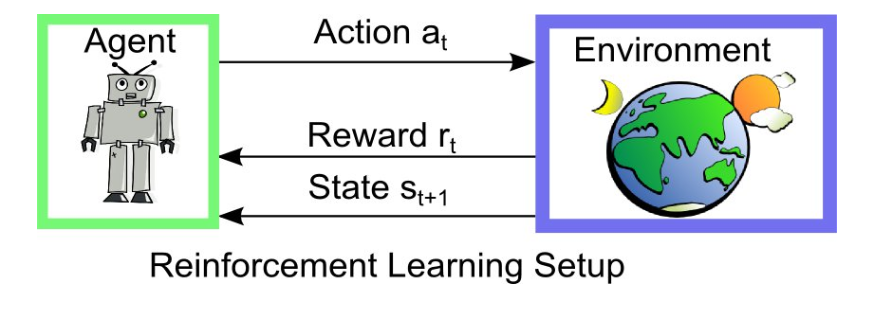 Agent
Action aₜ
Environment
Reward rₜ
State sₜ₊₁
Reinforcement Learning Setup